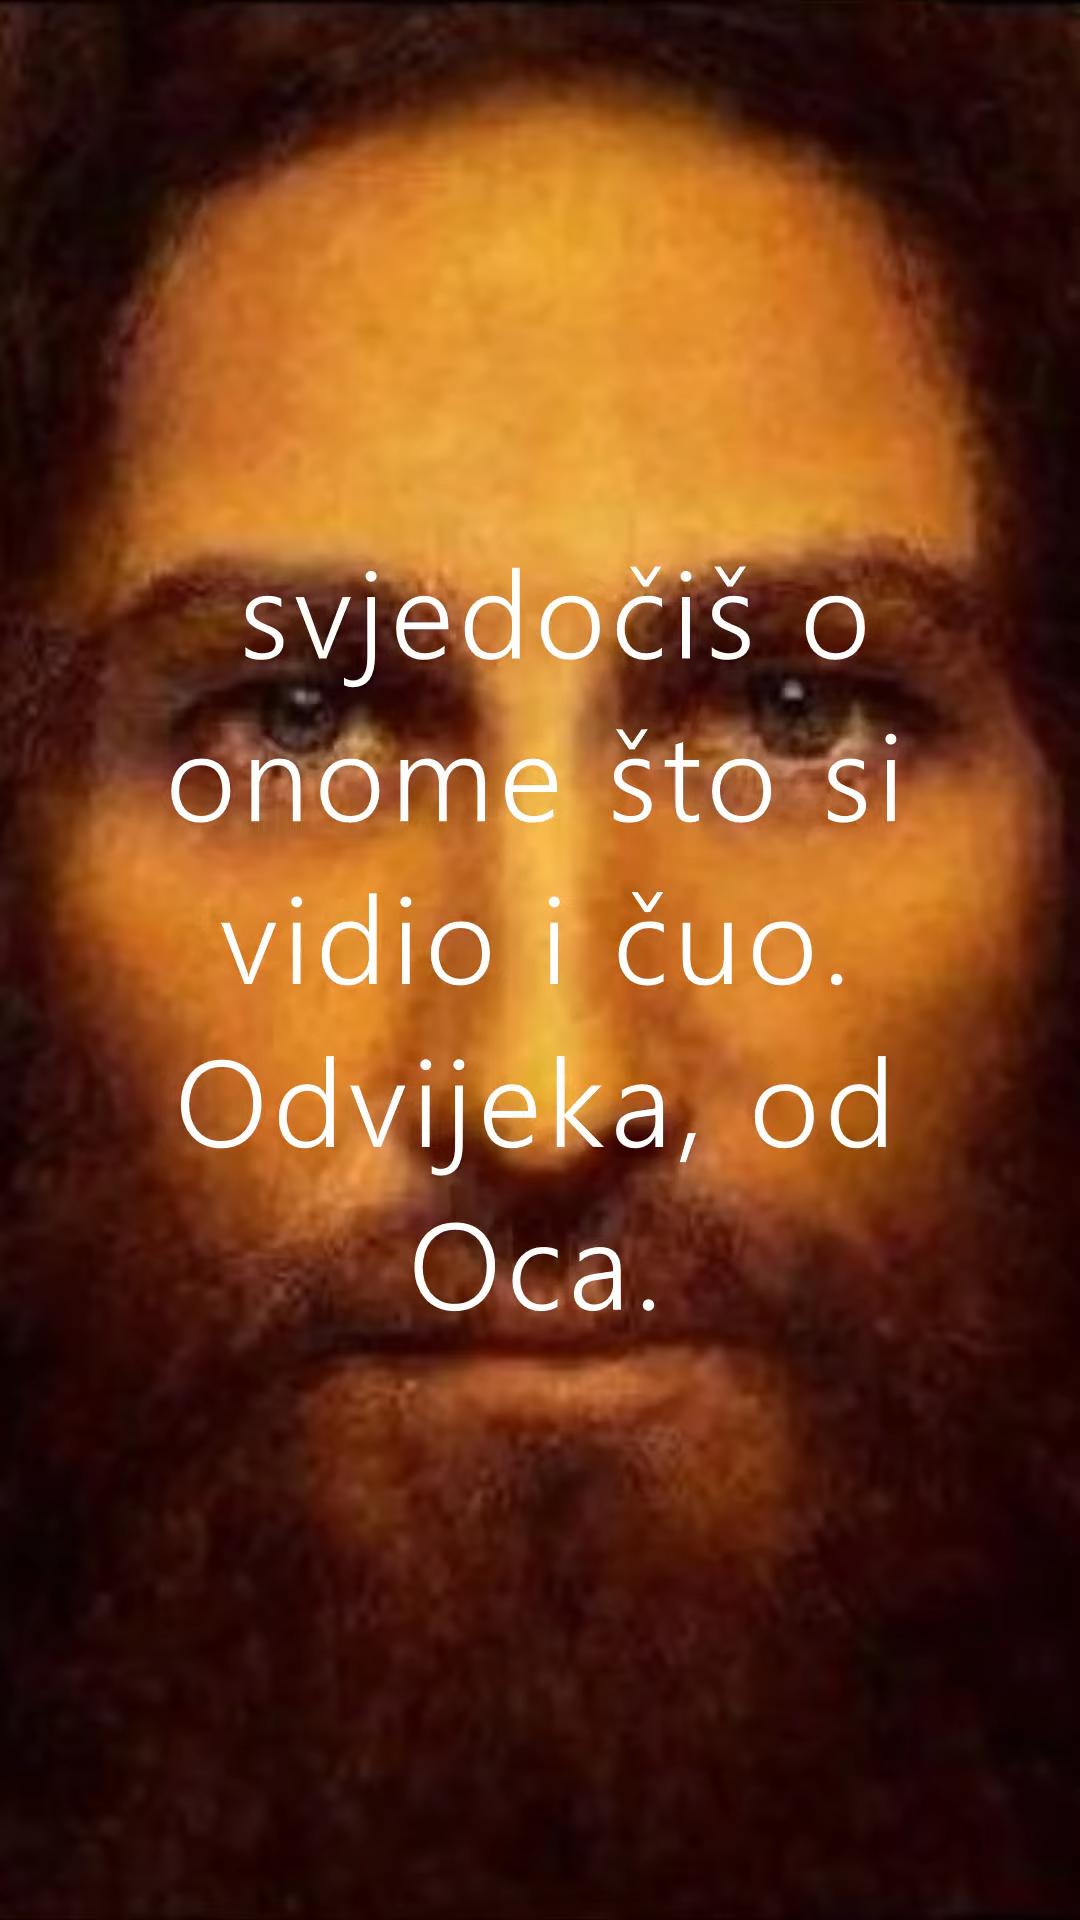 svjedočiš o
onome što si
vidio i čuo.
Odvijeka, od
Oca.